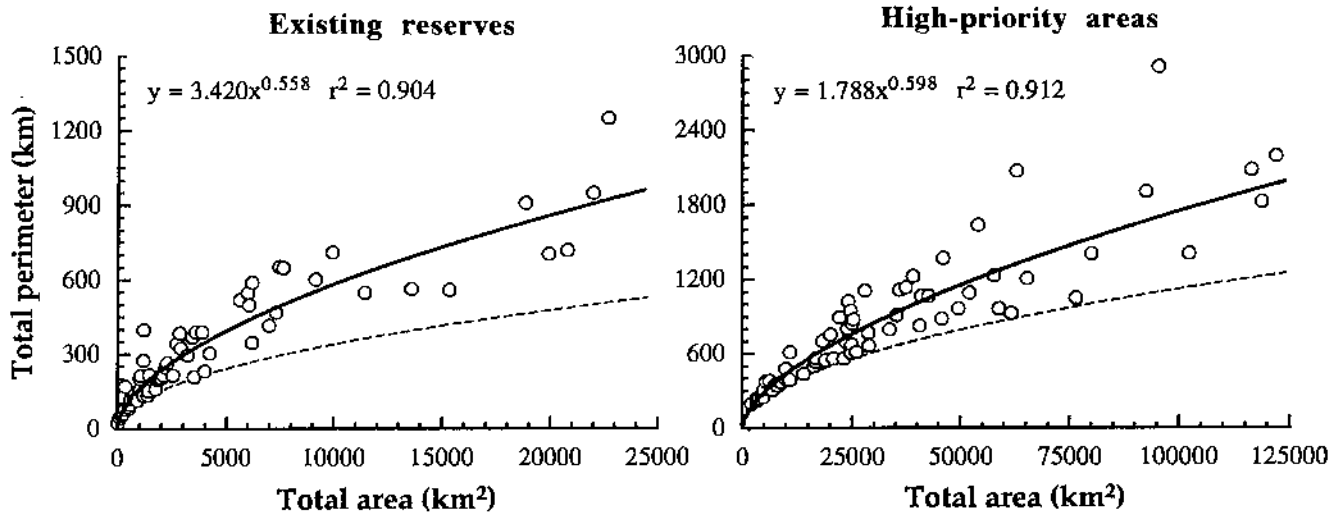 Existing reserves
High-priority areas
y = 3.420x^0.558 r² = 0.904
y = 1.788x^0.598 r² = 0.912
Total perimeter (km)
1500
1200
900
600
300
0
0 5000 10000 15000 20000 25000
Total area (km²)
3000
2400
1800
1200
600
0
0 25000 50000 75000 100000 125000
Total area (km²)